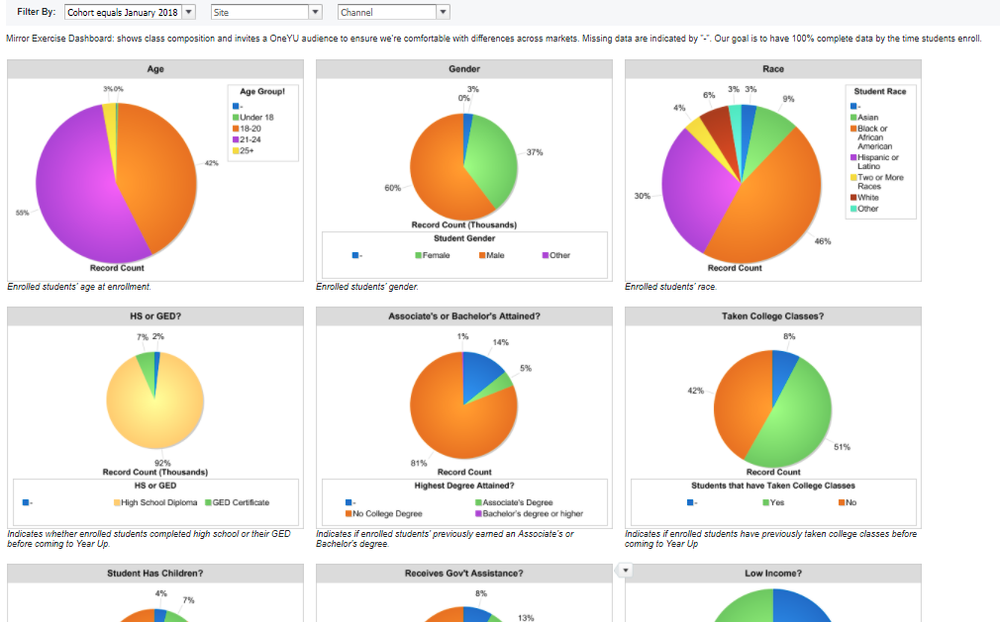 Filter By: Cohort equals January 2018 Site Channel
Mirror Exercise Dashboard: shows class composition and invites a OneYU audience to ensure we're comfortable with differences across markets. Missing data are indicated by "-". Our goal is to have 100% complete data by the time students enroll.
Age
3%0%
42%
55%
Record Count
Age Group!
-
Under 18
18-20
21-24
25+
Enrolled students' age at enrollment.
Gender
3%
0%
37%
60%
Record Count (Thousands)
Student Gender
- Female Male Other
Enrolled students' gender.
Race
3% 3%
6%
9%
4%
30%
46%
Record Count
Student Race
-
Asian
Black or
African
American
Hispanic or
Latino
Two or More
Races
White
Other
Enrolled students' race.
HS or GED?
7% 2%
92%
Record Count (Thousands)
HS or GED
- High School Diploma GED Certificate
Indicates whether enrolled students completed high school or their GED
before coming to Year Up.
Associate's or Bachelor's Attained?
1%
14%
5%
81%
Record Count
Highest Degree Attained?
- Associate's Degree
No College Degree Bachelor's degree or higher
Indicates if enrolled students' previously earned an Associate's or
Bachelor's degree.
Taken College Classes?
8%
42%
51%
Record Count
Students that have Taken College Classes
- Yes No
Indicates if enrolled students have previously taken college classes before
coming to Year Up
Student Has Children?
4%
7%
Receives Gov't Assistance?
8%
13%
Low Income?